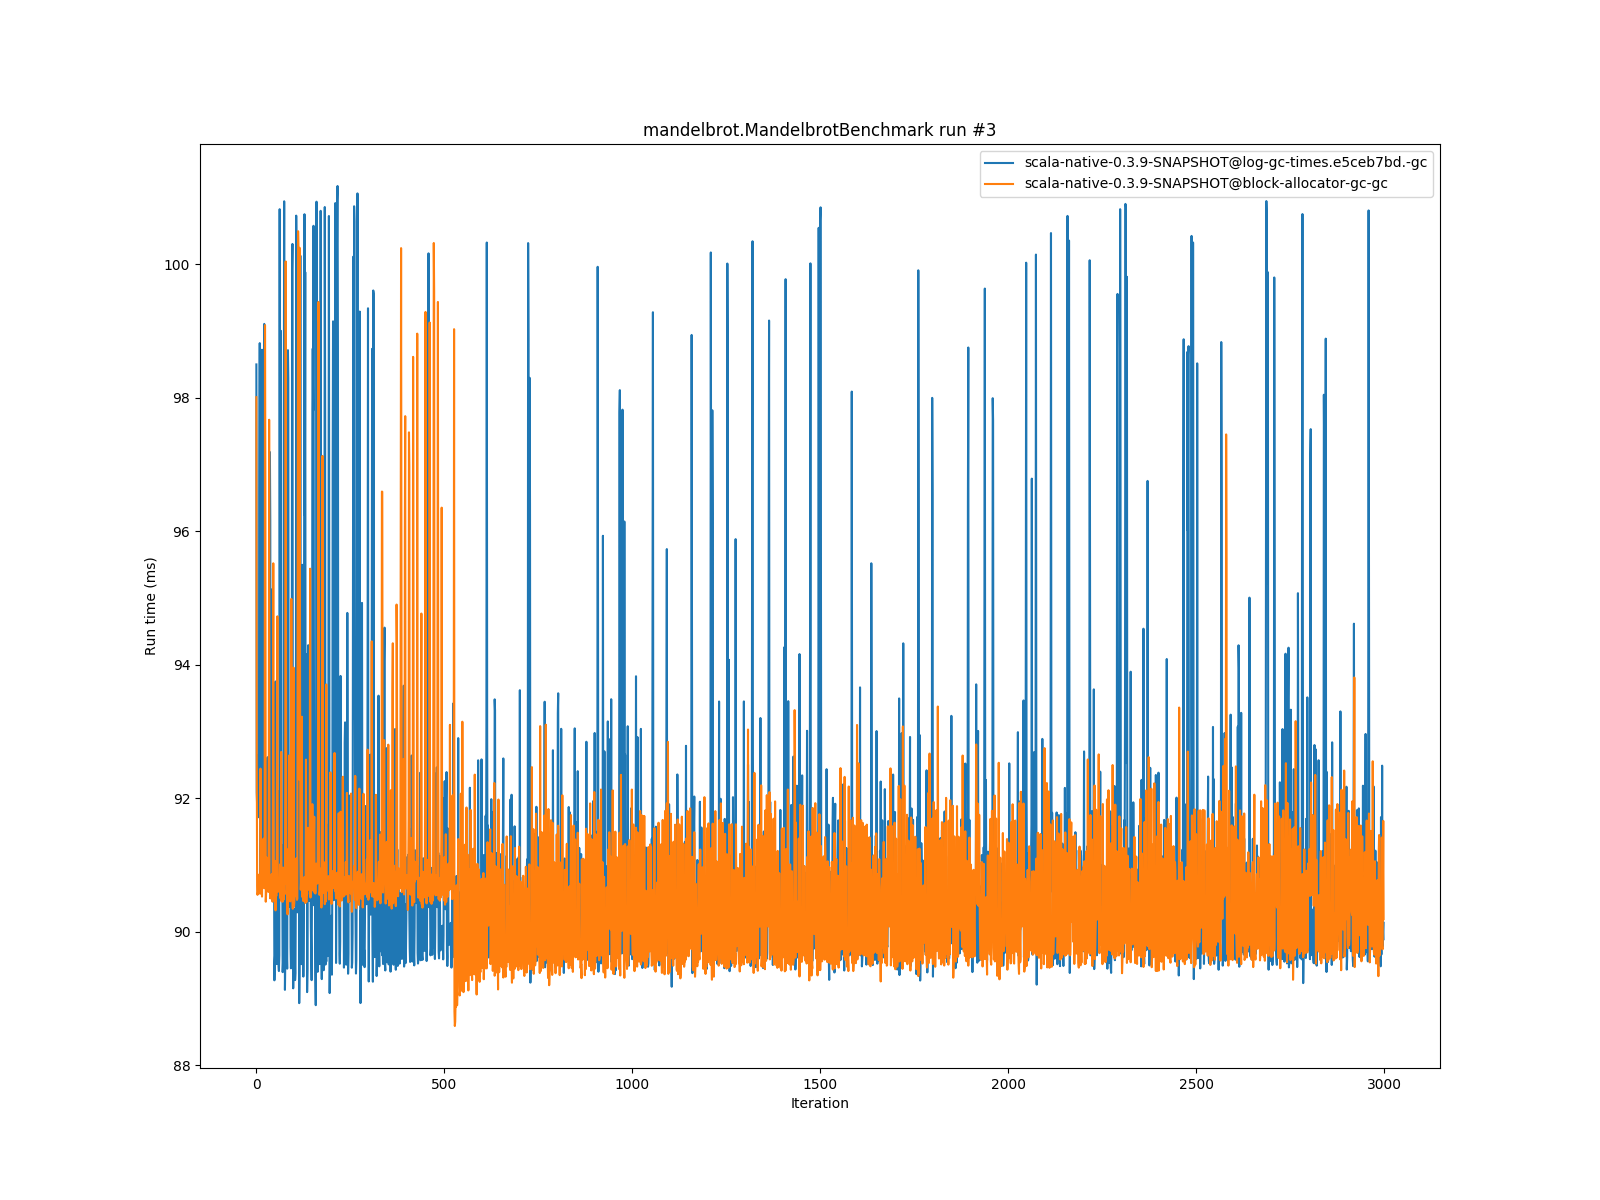 mandelbrot.MandelbrotBenchmark run #3
scala-native-0.3.9-SNAPSHOT@log-gc-times.e5ceb7bd.-gc
scala-native-0.3.9-SNAPSHOT@block-allocator-gc-gc
Run time (ms)
100
98
96
94
92
90
88
0 500 1000 1500 2000 2500 3000
Iteration